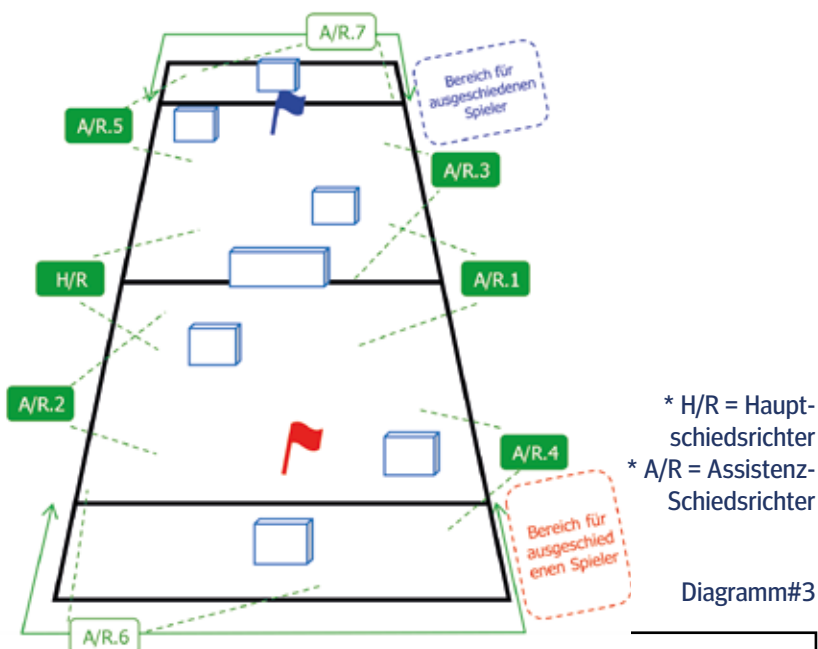 A/R.7
Bereich für
ausgeschiedenen
Spieler
A/R.5
A/R.3
H/R
A/R.1
A/R.2
A/R.4
* H/R = Haupt-
schiedsrichter
* A/R = Assistenz-
Schiedsrichter
Bereich für
ausgeschied
enen Spieler
Diagramm#3
A/R.6